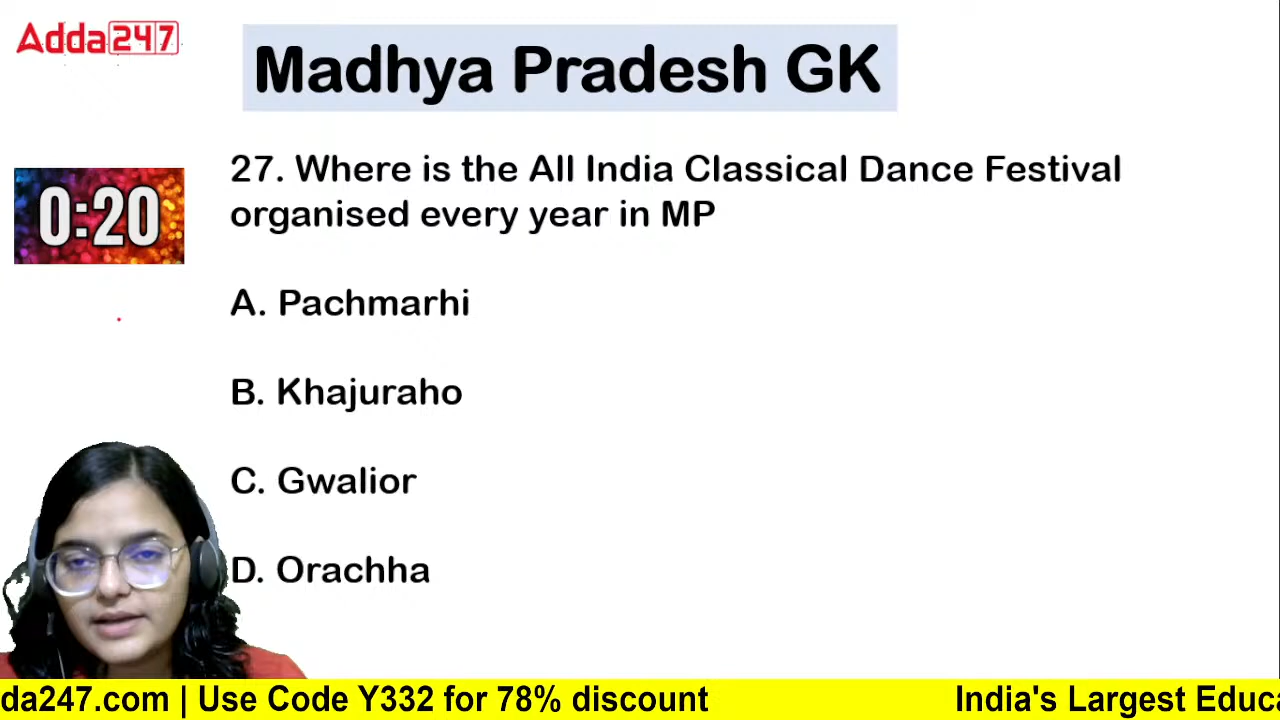 Adda247
Madhya Pradesh GK
0:20
27. Where is the All India Classical Dance Festival
organised every year in MP
A. Pachmarhi
B. Khajuraho
C. Gwalior
D. Orachha
da247.com | Use Code Y332 for 78% discount
India's Largest Educa